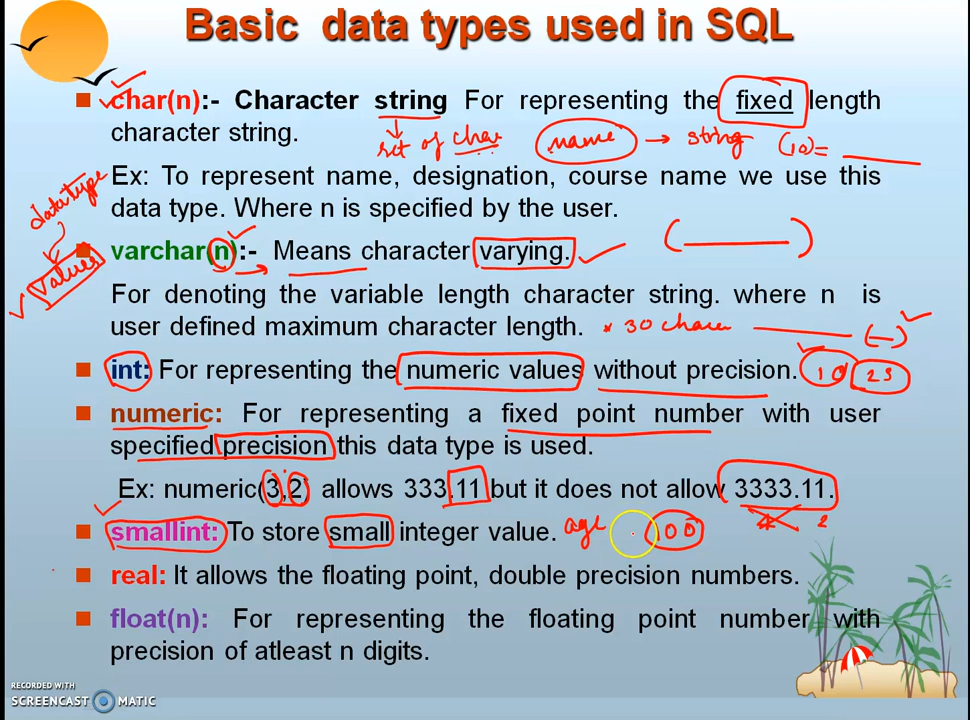 Basic data types used in SQL
char(n):- Character string For representing the fixed length
character string.
set of char
name → string (10)=
Ex: To represent name, designation, course name we use this
data type. Where n is specified by the user.
data type
values
varchar(n):- Means character varying.
For denoting the variable length character string. where n is
user defined maximum character length.
30
int: For representing the numeric values without precision.
10 23
numeric: For representing a fixed point number with user
specified precision this data type is used.
Ex: numeric(3,2) allows 333.11 but it does not allow 3333.11.
4 2
smallint: To store small integer value.
age 100
real: It allows the floating point, double precision numbers.
float(n): For representing the floating point number with
precision of atleast n digits.
RECORDED WITH
SCREENCAST MATIC